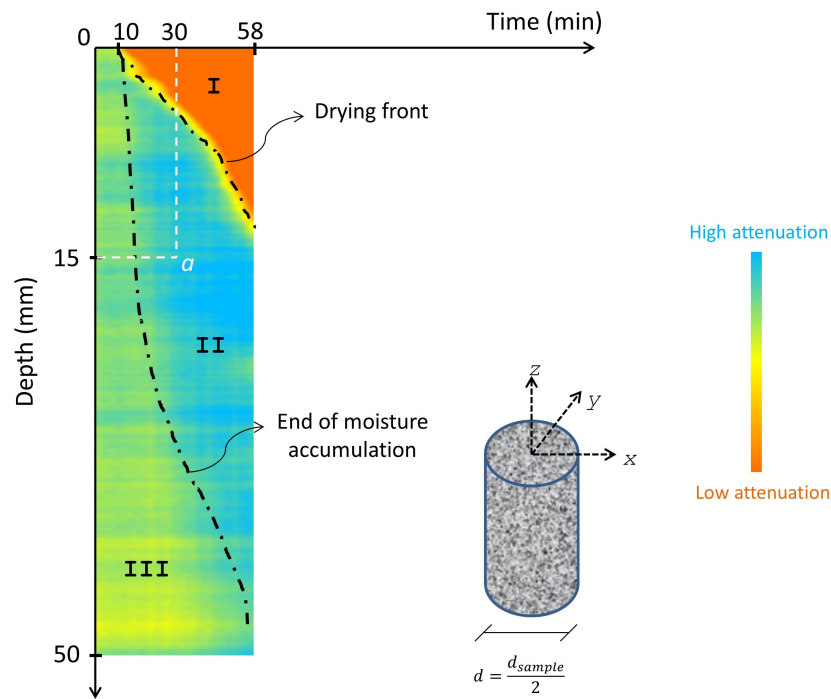 Time (min)
0
10
30
58
I
Drying front
High attenuation
15
a
Depth (mm)
II
End of moisture
accumulation
z
y
x
Low attenuation
III
50
d = d_sample / 2